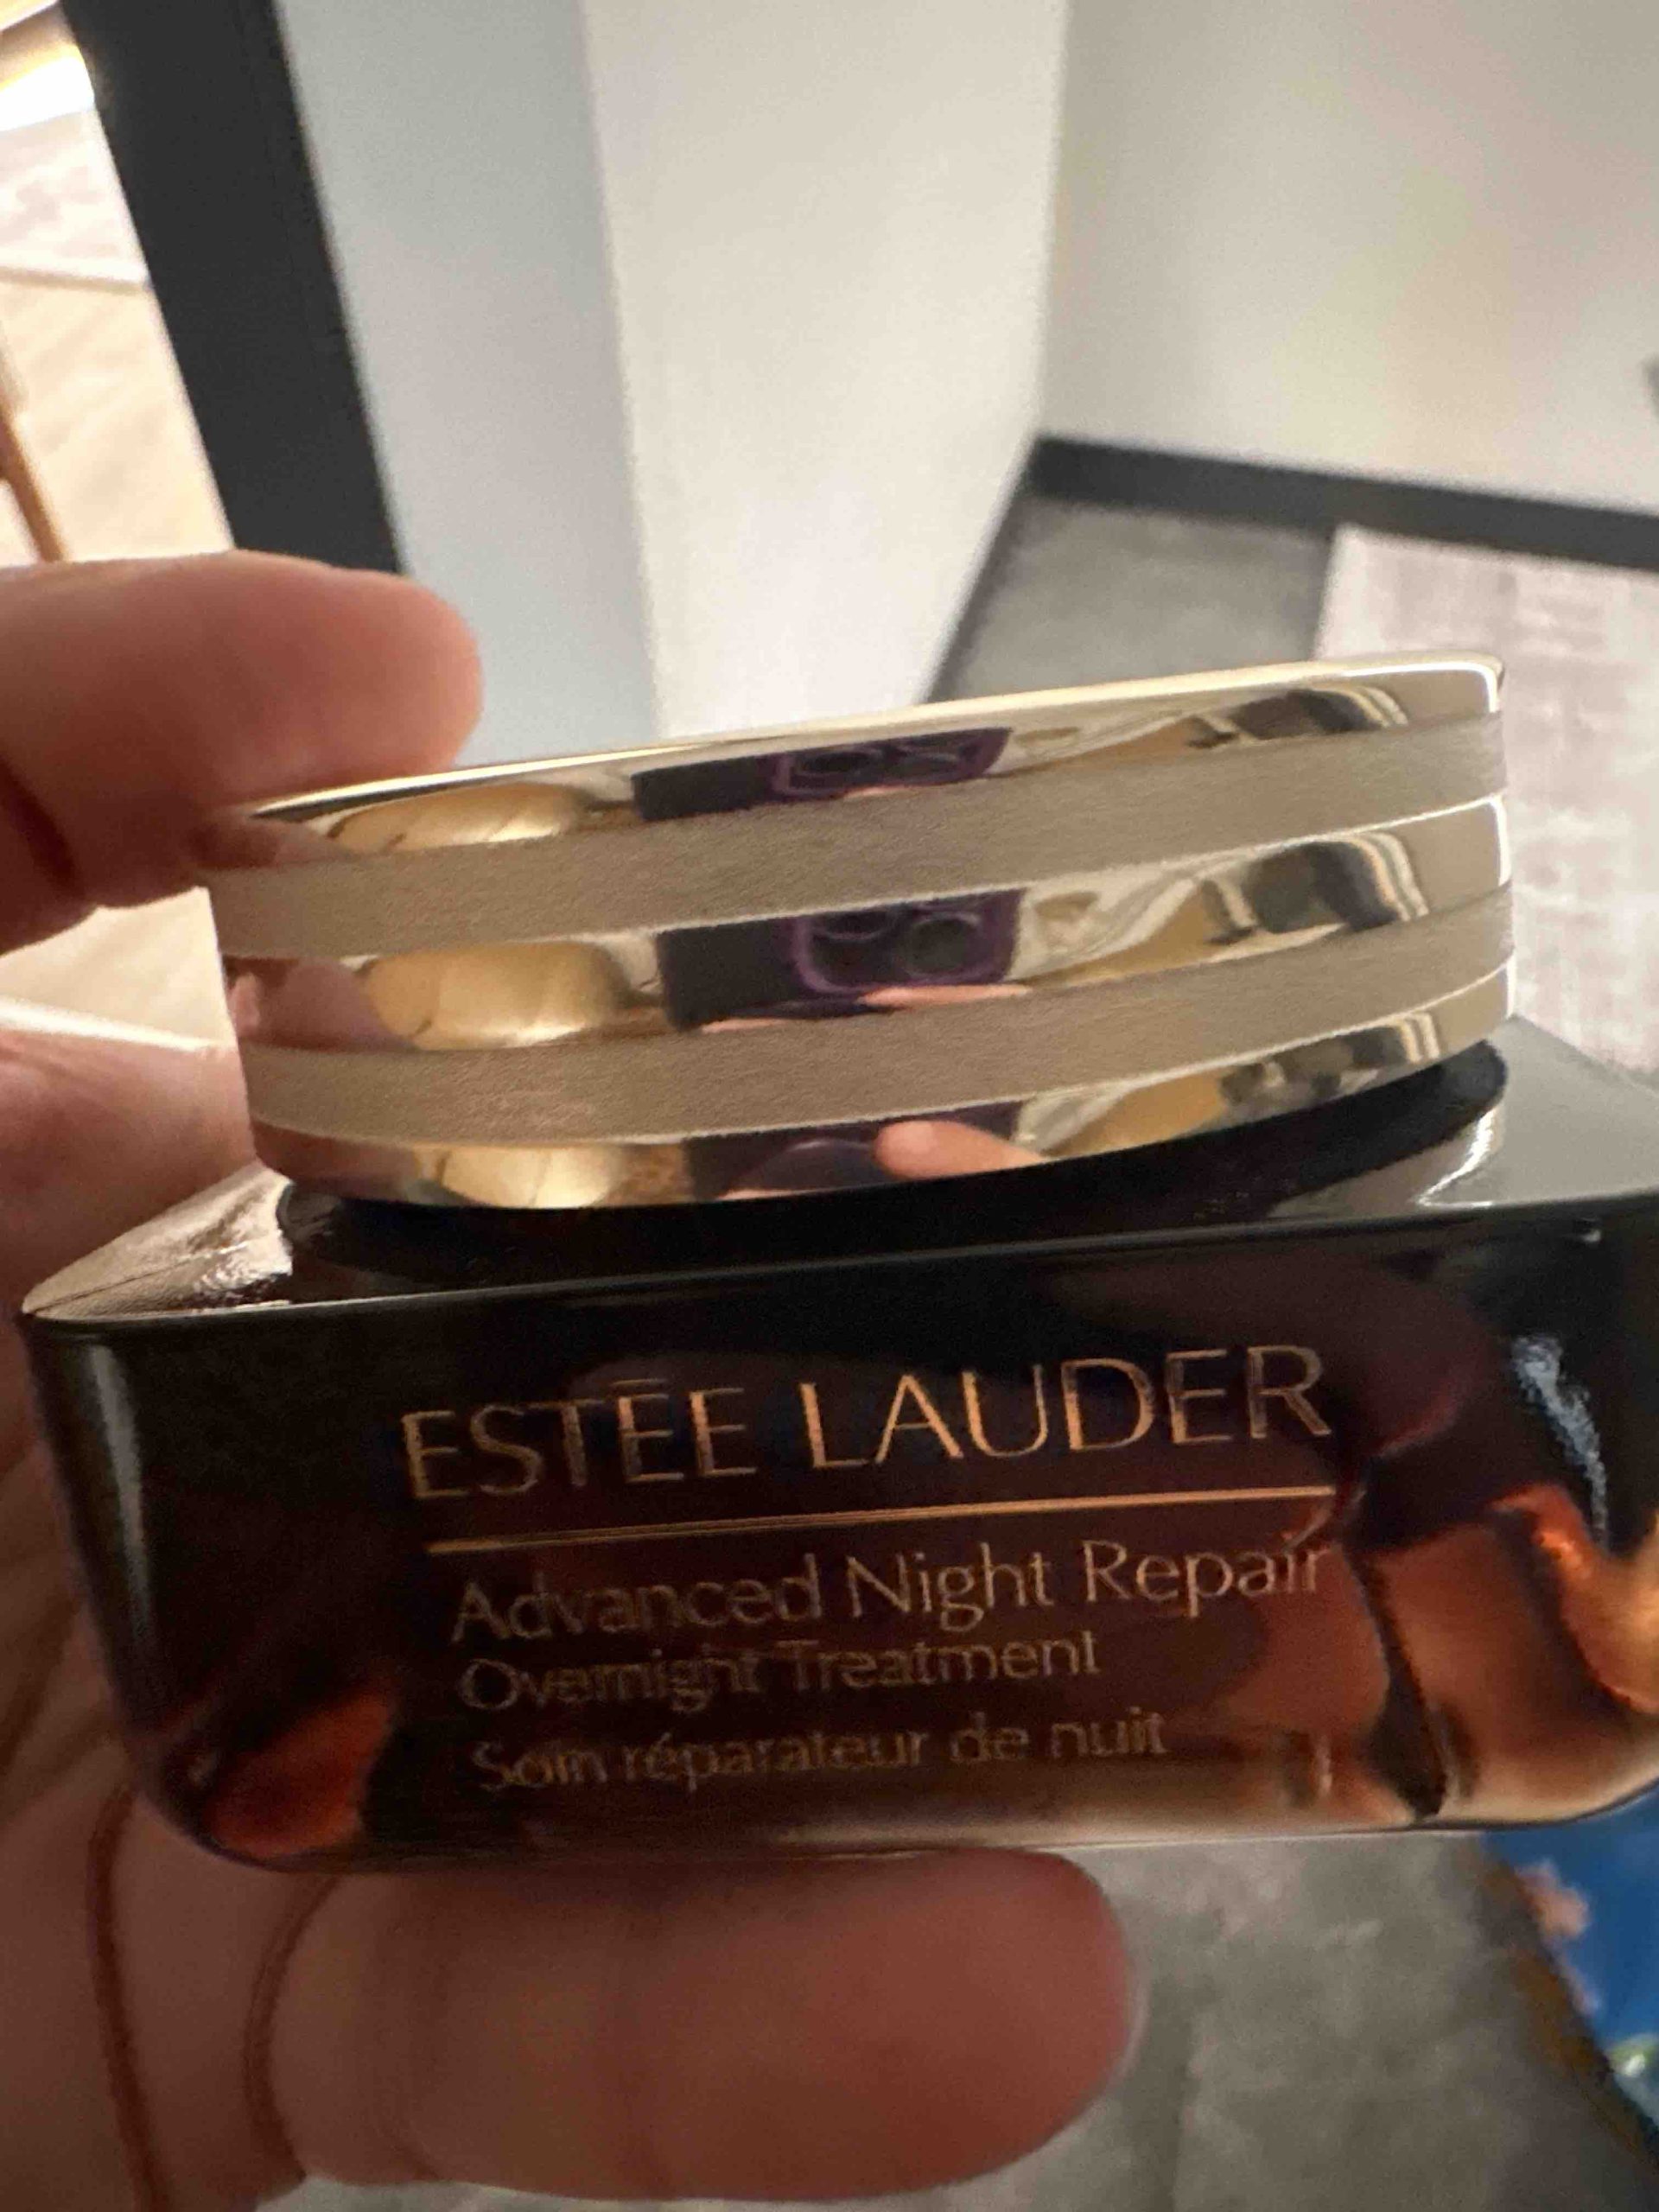 ESTĒE LAUDER
Advanced Night Repair
Overnight Treatment
Soin réparateur de nuit